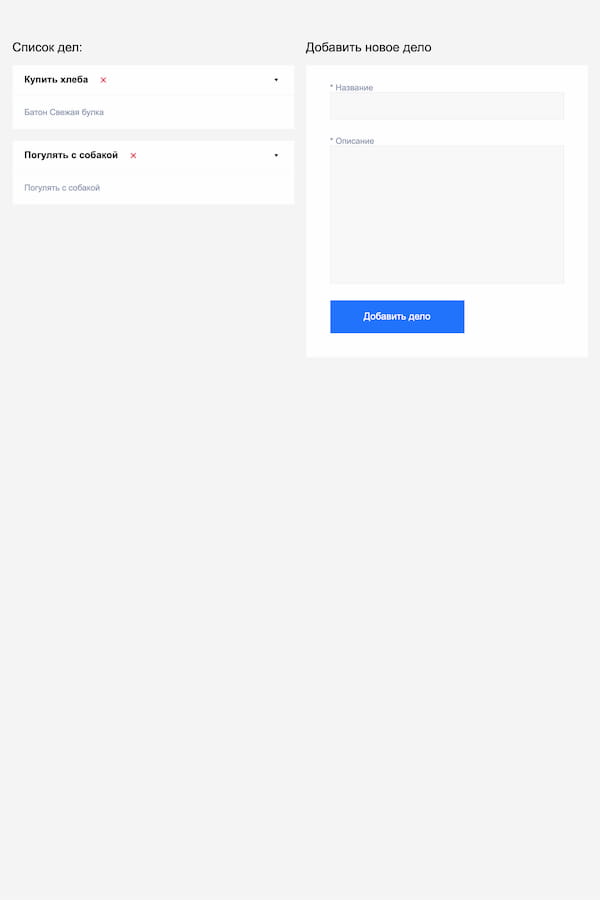 Список дел:
Купить хлеба
Батон Свежая булка
Погулять с собакой
Погулять с собакой
Добавить новое дело
* Название
* Описание
Добавить дело